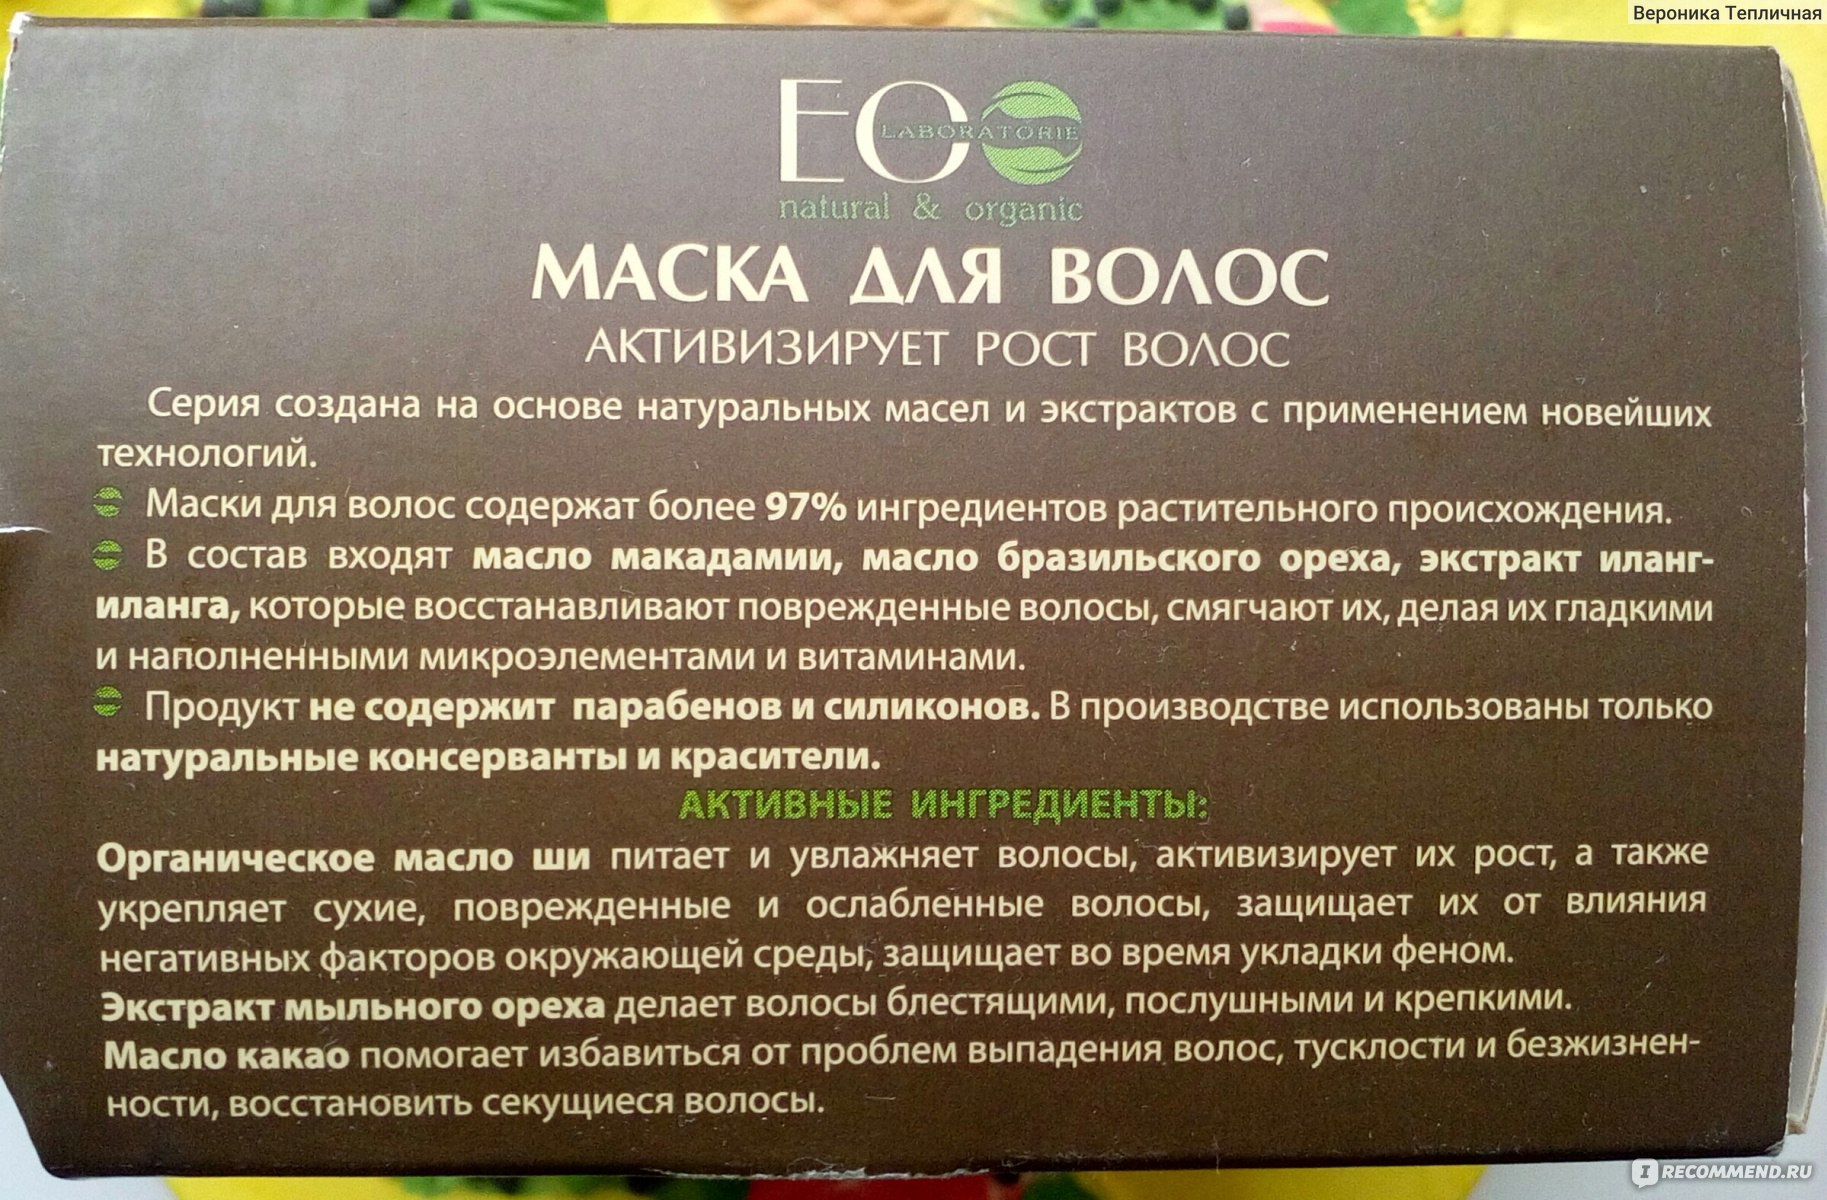 Вероника Тепличная
EO
LABORATORIE
natural & organic
МАСКА ДЛЯ ВОЛОС
АКТИВИЗИРУЕТ РОСТ ВОЛОС
Серия создана на основе натуральных масел и экстрактов с применением новейших
технологий.
Маски для волос содержат более 97% ингредиентов растительного происхождения.
В состав входят масло макадамии, масло бразильского ореха, экстракт иланг-
иланга, которые восстанавливают поврежденные волосы, смягчают их, делая их гладкими
и наполненными микроэлементами и витаминами.
Продукт не содержит парабенов и силиконов. В производстве использованы только
натуральные консерванты и красители.
АКТИВНЫЕ ИНГРЕДИЕНТЫ:
Органическое масло ши питает и увлажняет волосы, активизирует их рост, а также
укрепляет сухие, поврежденные и ослабленные волосы, защищает их от влияния
негативных факторов окружающей среды, защищает во время укладки феном.
Экстракт мыльного ореха делает волосы блестящими, послушными и крепкими.
Масло какао помогает избавиться от проблем выпадения волос, тусклости и безжизнен-
ности, восстановить секущиеся волосы.
IRECOMMEND.RU